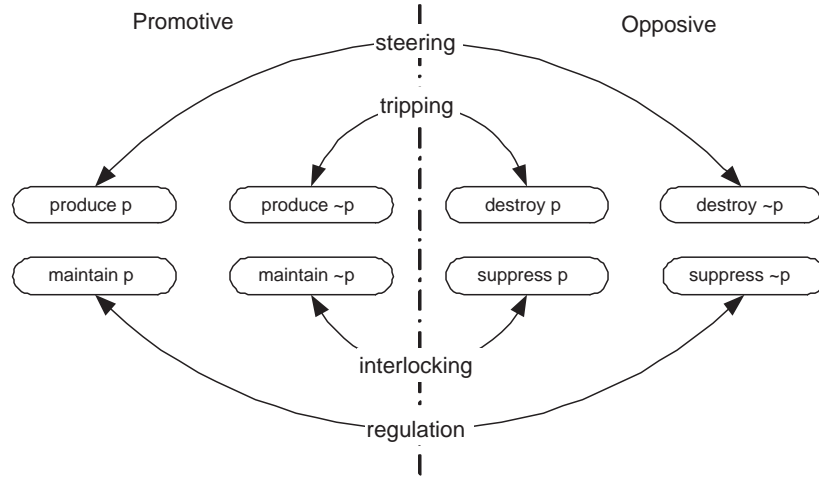 Promotive
Opposive
steering
tripping
produce p
produce ~p
destroy p
destroy ~p
maintain p
maintain ~p
suppress p
suppress ~p
interlocking
regulation